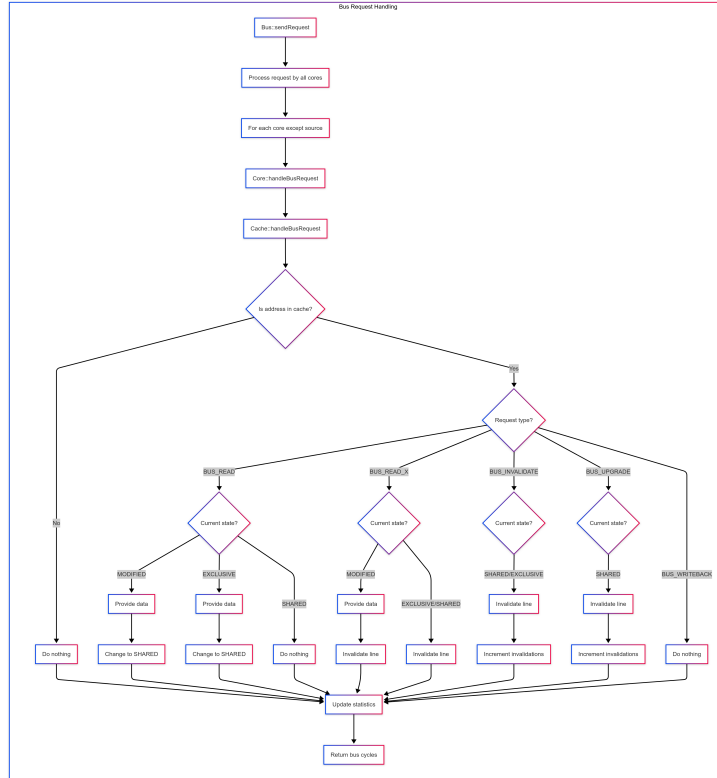 Bus Request Handling
Bus::sendRequest
Process request by all cores
For each core except source
Core::handleBusRequest
Cache::handleBusRequest
Is address in cache?
Yes
Request type?
BUS_READ
BUS_READ_X
BUS_INVALIDATE
BUS_UPGRADE
No
Current state?
Current state?
Current state?
Current state?
MODIFIED
EXCLUSIVE
SHARED
MODIFIED
EXCLUSIVE/SHARED
SHARED/EXCLUSIVE
SHARED
BUS_WRITEBACK
Provide data
Provide data
Provide data
Invalidate line
Invalidate line
Do nothing
Change to SHARED
Change to SHARED
Do nothing
Invalidate line
Invalidate line
Increment invalidations
Increment invalidations
Do nothing
Update statistics
Return bus cycles